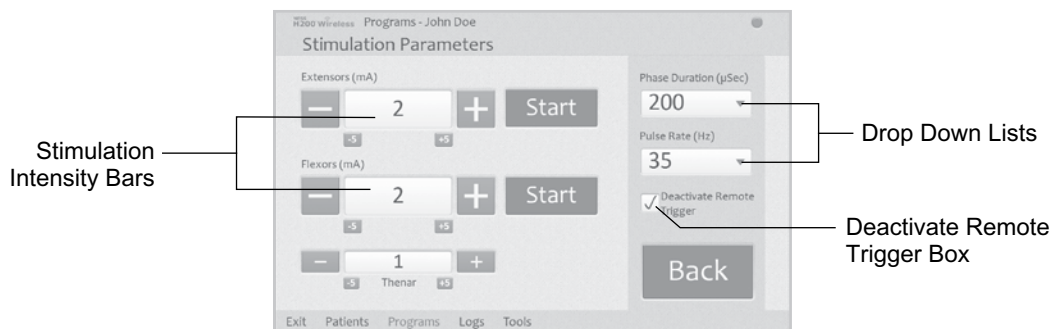 H200 Wireless Programs - John Doe
Stimulation Parameters
Extensors (mA)
− 2 + Start
-5 +5
Flexors (mA)
− 2 + Start
-5 +5
− 1 +
-5 Thenar +5
Phase Duration (µSec)
200
Pulse Rate (Hz)
35
Deactivate Remote
Trigger
Back
Exit Patients Programs Logs Tools
Stimulation
Intensity Bars
Drop Down Lists
Deactivate Remote
Trigger Box